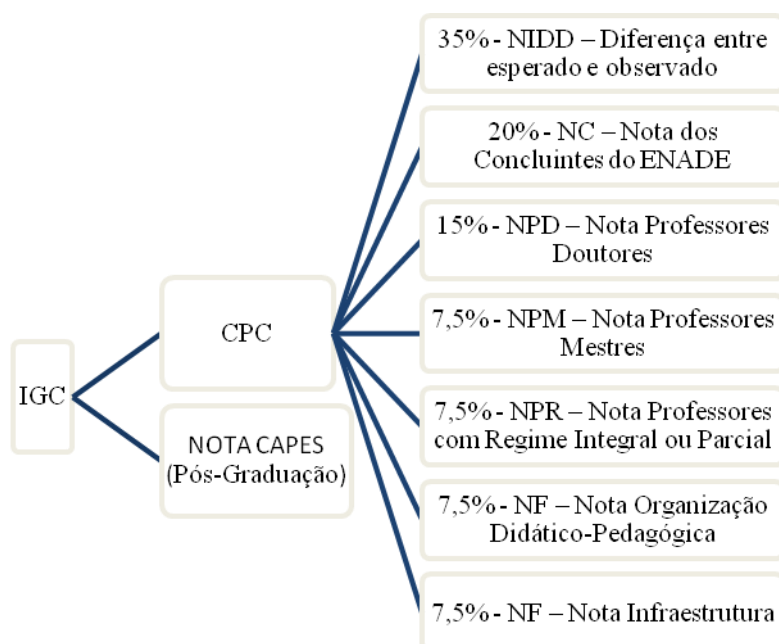 IGC
CPC
NOTA CAPES
(Pós-Graduação)
35% - NIDD – Diferença entre
esperado e observado
20% - NC – Nota dos
Concluintes do ENADE
15% - NPD – Nota Professores
Doutores
7,5% - NPM – Nota Professores
Mestres
7,5% - NPR – Nota Professores
com Regime Integral ou Parcial
7,5% - NF – Nota Organização
Didático-Pedagógica
7,5% - NF – Nota Infraestrutura